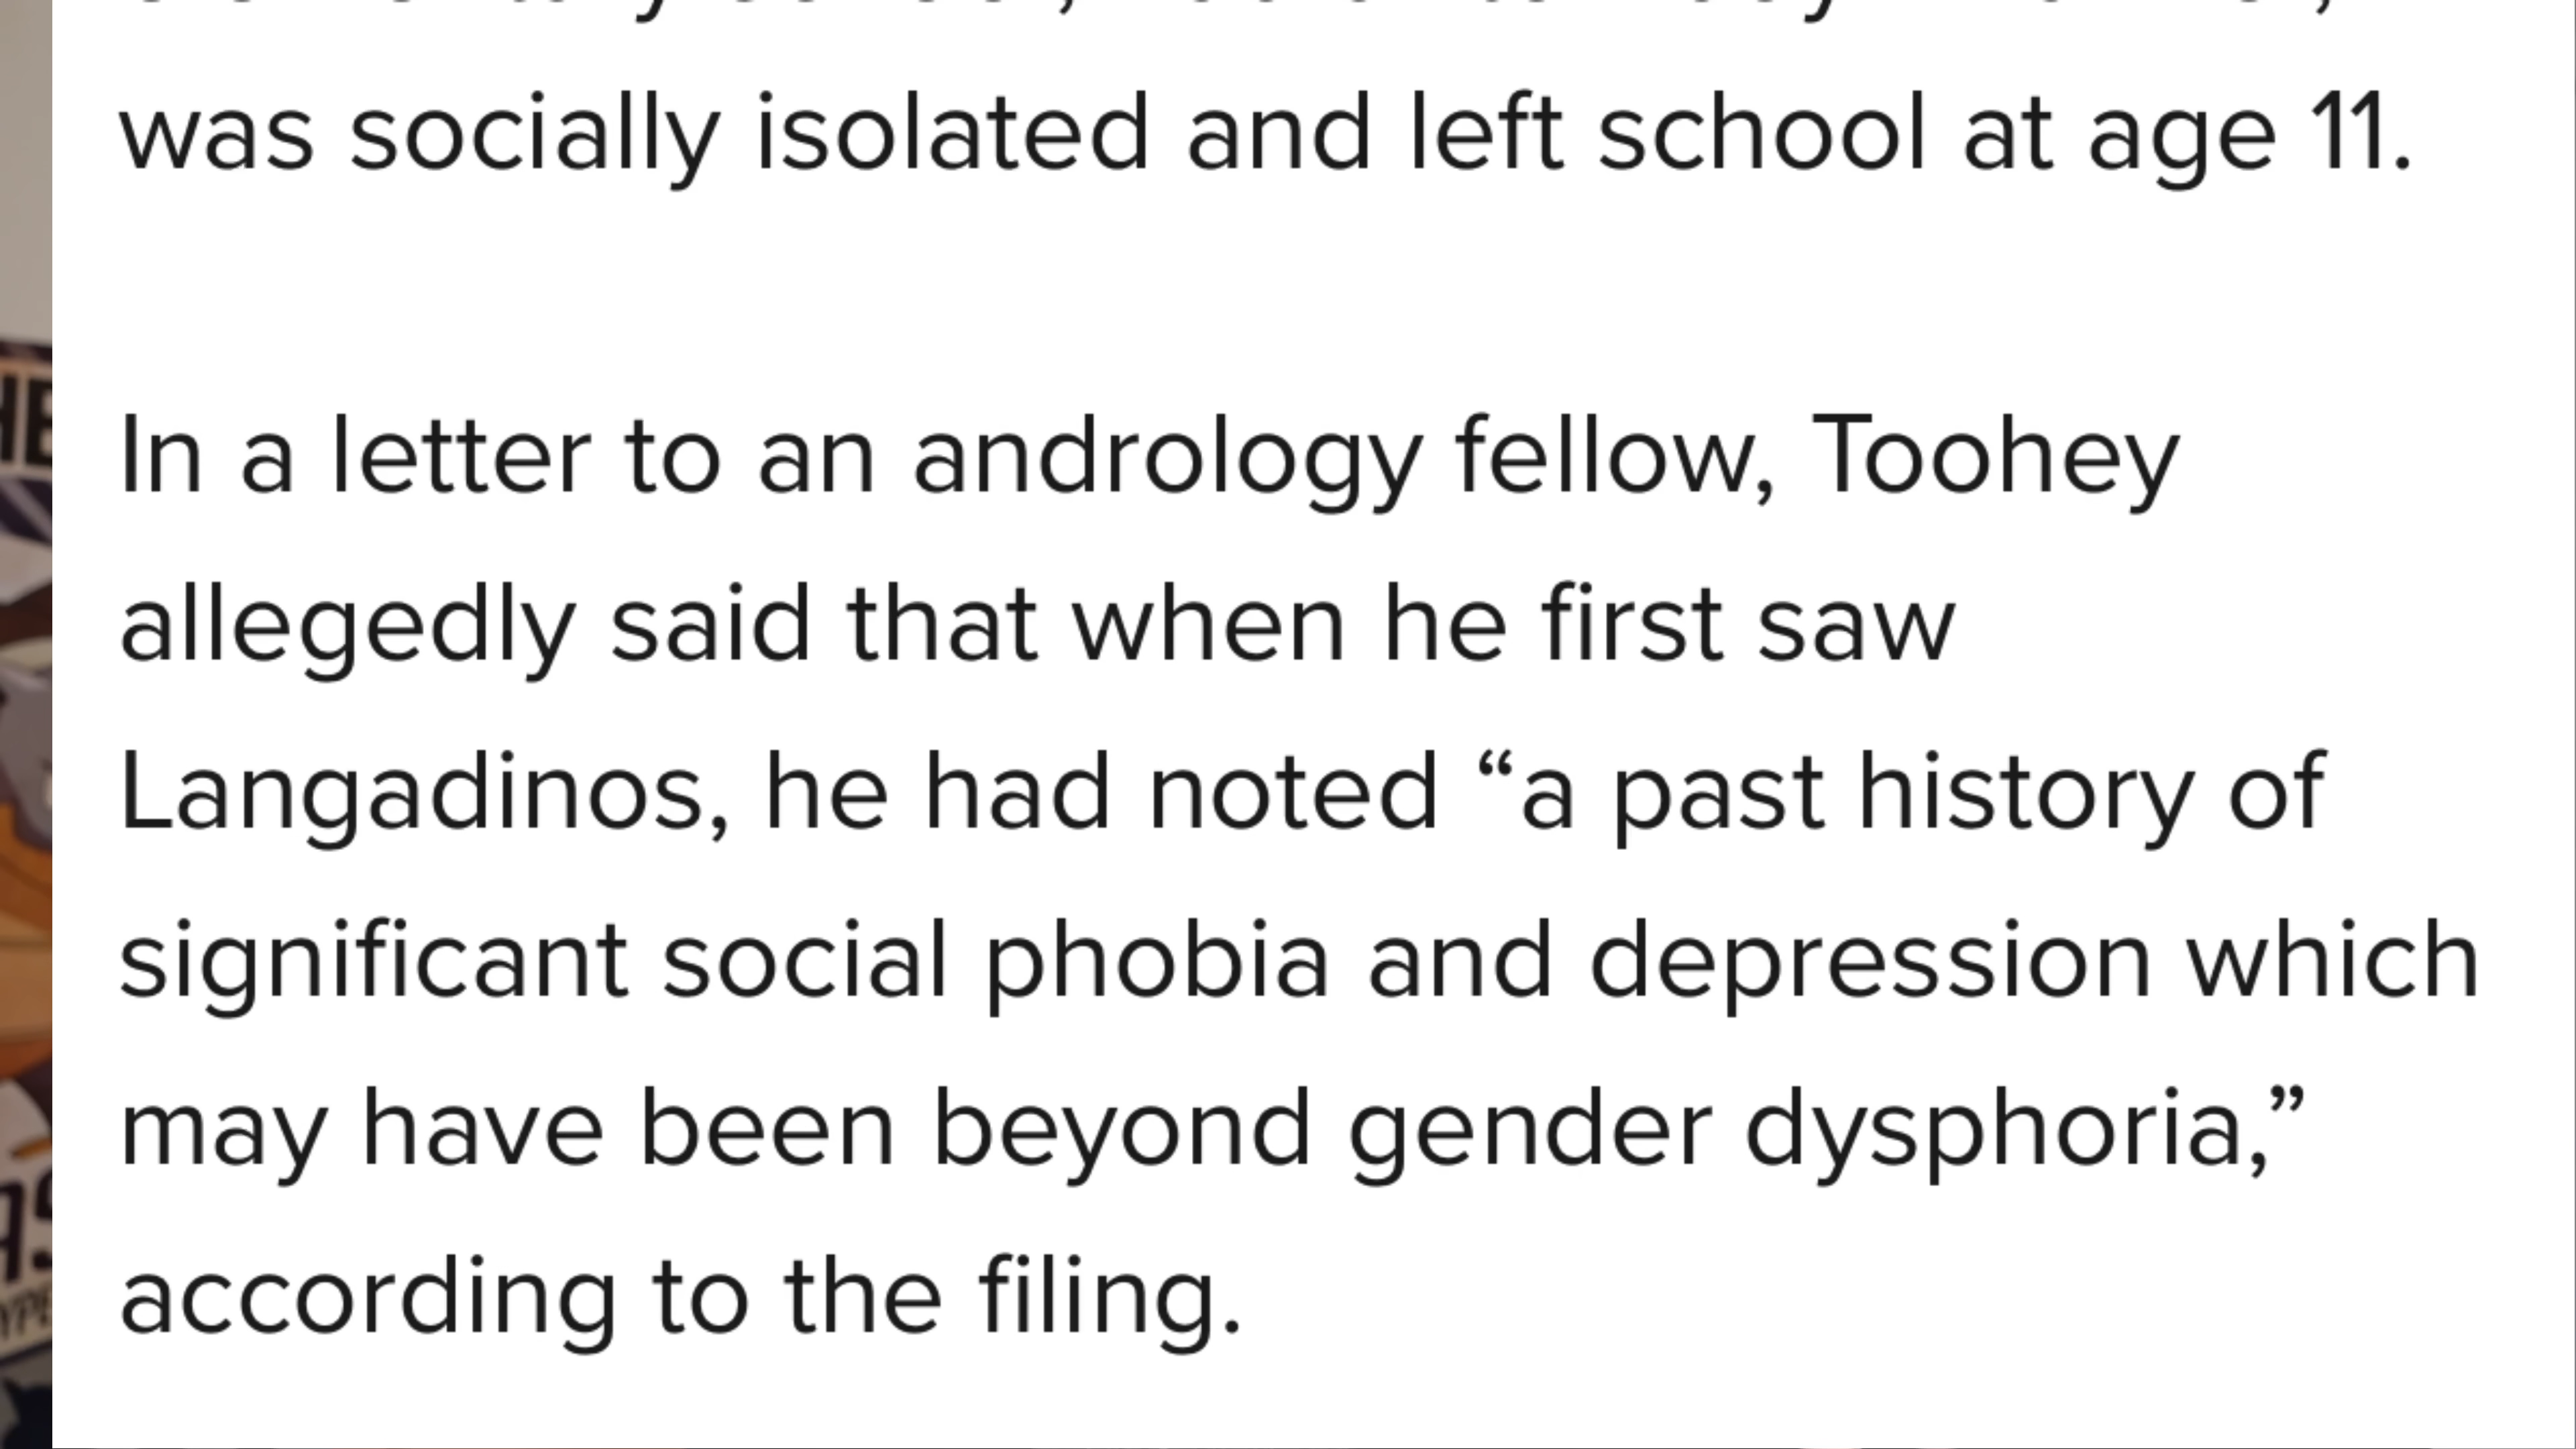 was socially isolated and left school at age 11.
In a letter to an andrology fellow, Toohey
allegedly said that when he first saw
Langadinos, he had noted “a past history of
significant social phobia and depression which
may have been beyond gender dysphoria,”
according to the filing.